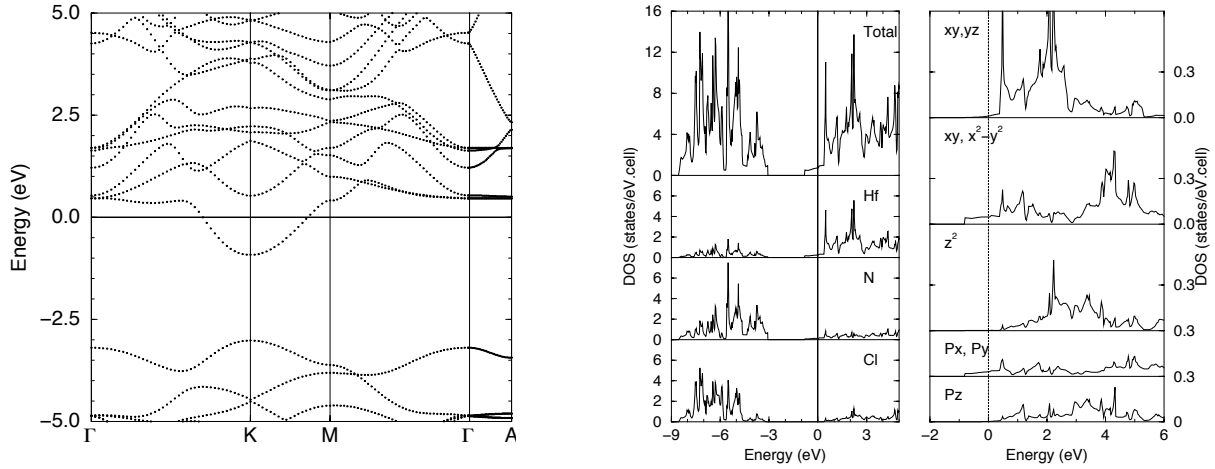 Energy (eV)
5.0
2.5
0.0
−2.5
−5.0
Γ
K
M
Γ
A
DOS (states/eV.cell)
16
12
8
4
0
Total
6
4
2
0
Hf
6
4
2
0
N
6
4
2
0
Cl
−9
−6
−3
0
3
Energy (eV)
xy,yz
0.3
0.0
xy, x²−y²
0.3
0.0
z²
0.3
0.3
Px, Py
0.3
Pz
0
−2
0
2
4
6
Energy (eV)
DOS (states/eV.cell)